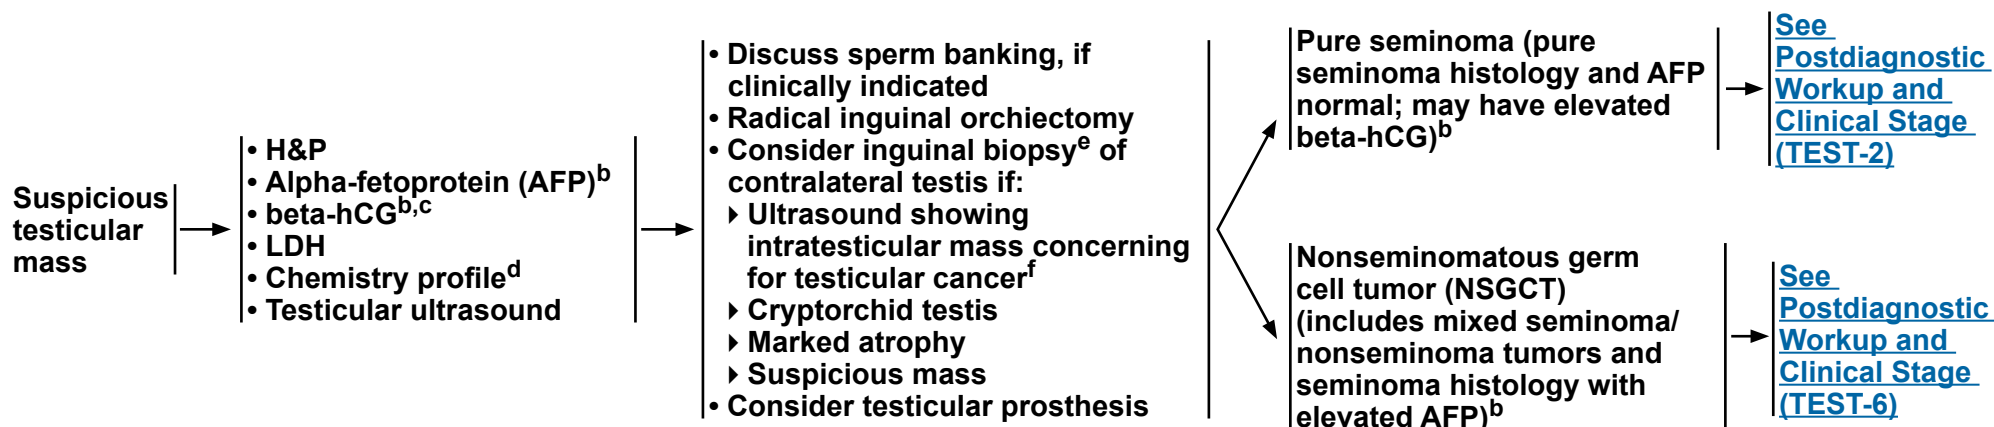 Suspicious
testicular
mass
• H&P
• Alpha-fetoprotein (AFP)b
• beta-hCGb,c
• LDH
• Chemistry profiled
• Testicular ultrasound
• Discuss sperm banking, if
clinically indicated
• Radical inguinal orchiectomy
• Consider inguinal biopsye of
contralateral testis if:
Ultrasound showing
intratesticular mass concerning
for testicular cancerf
Cryptorchid testis
Marked atrophy
Suspicious mass
• Consider testicular prosthesis
Pure seminoma (pure
seminoma histology and AFP
normal; may have elevated
beta-hCG)b
See
Postdiagnostic
Workup and
Clinical Stage
(TEST-2)
Nonseminomatous germ
cell tumor (NSGCT)
(includes mixed seminoma/
nonseminoma tumors and
seminoma histology with
elevated AFP)b
See
Postdiagnostic
Workup and
Clinical Stage
(TEST-6)